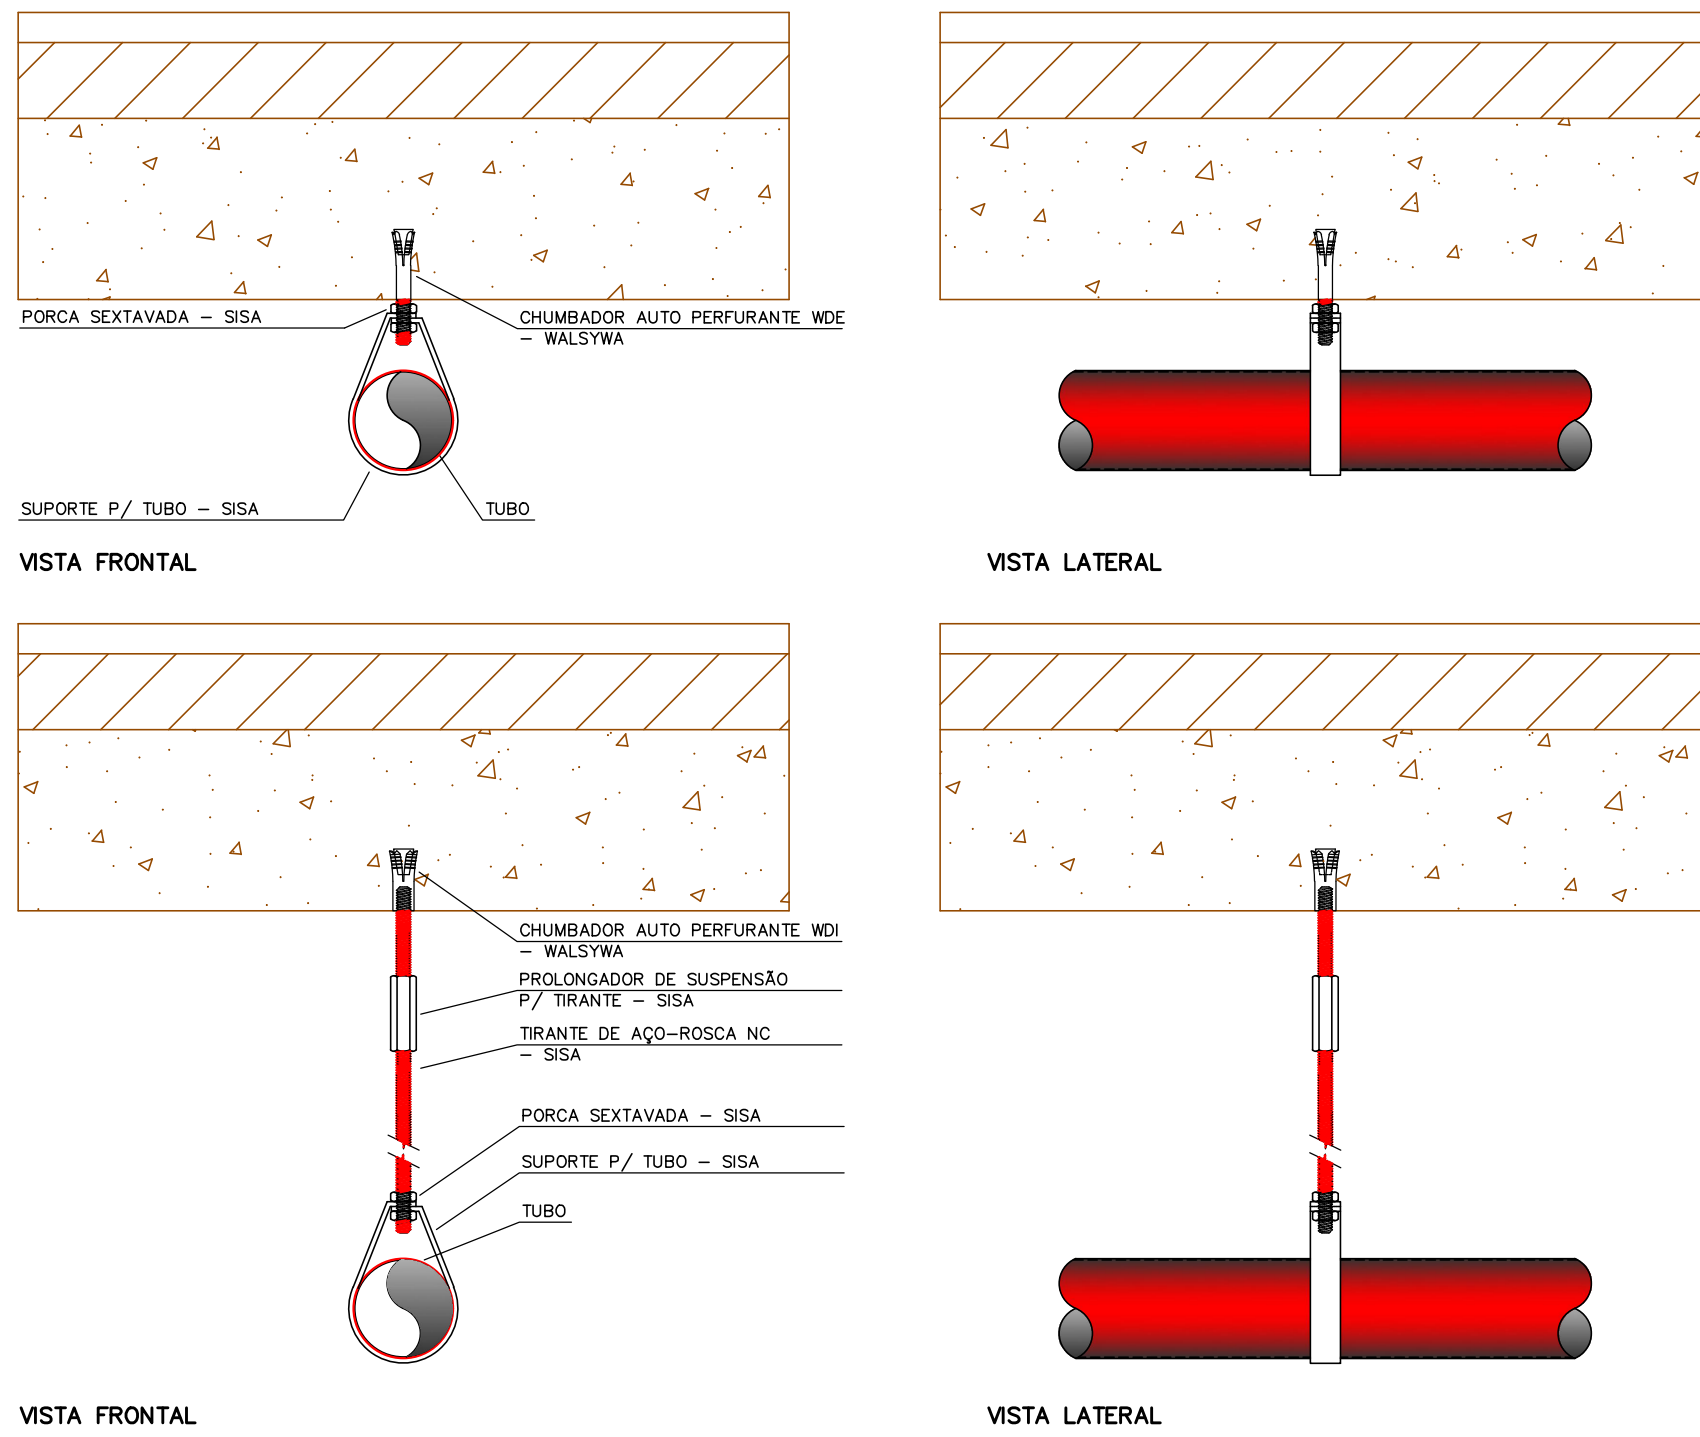 PORCA SEXTAVADA – SISA
CHUMBADOR AUTO PERFURANTE WDE
– WALSYWA
SUPORTE P/ TUBO – SISA
TUBO
VISTA FRONTAL
VISTA LATERAL
CHUMBADOR AUTO PERFURANTE WDI
– WALSYWA
PROLONGADOR DE SUSPENSÃO
P/ TIRANTE – SISA
TIRANTE DE AÇO–ROSCA NC
– SISA
PORCA SEXTAVADA – SISA
SUPORTE P/ TUBO – SISA
TUBO
VISTA FRONTAL
VISTA LATERAL